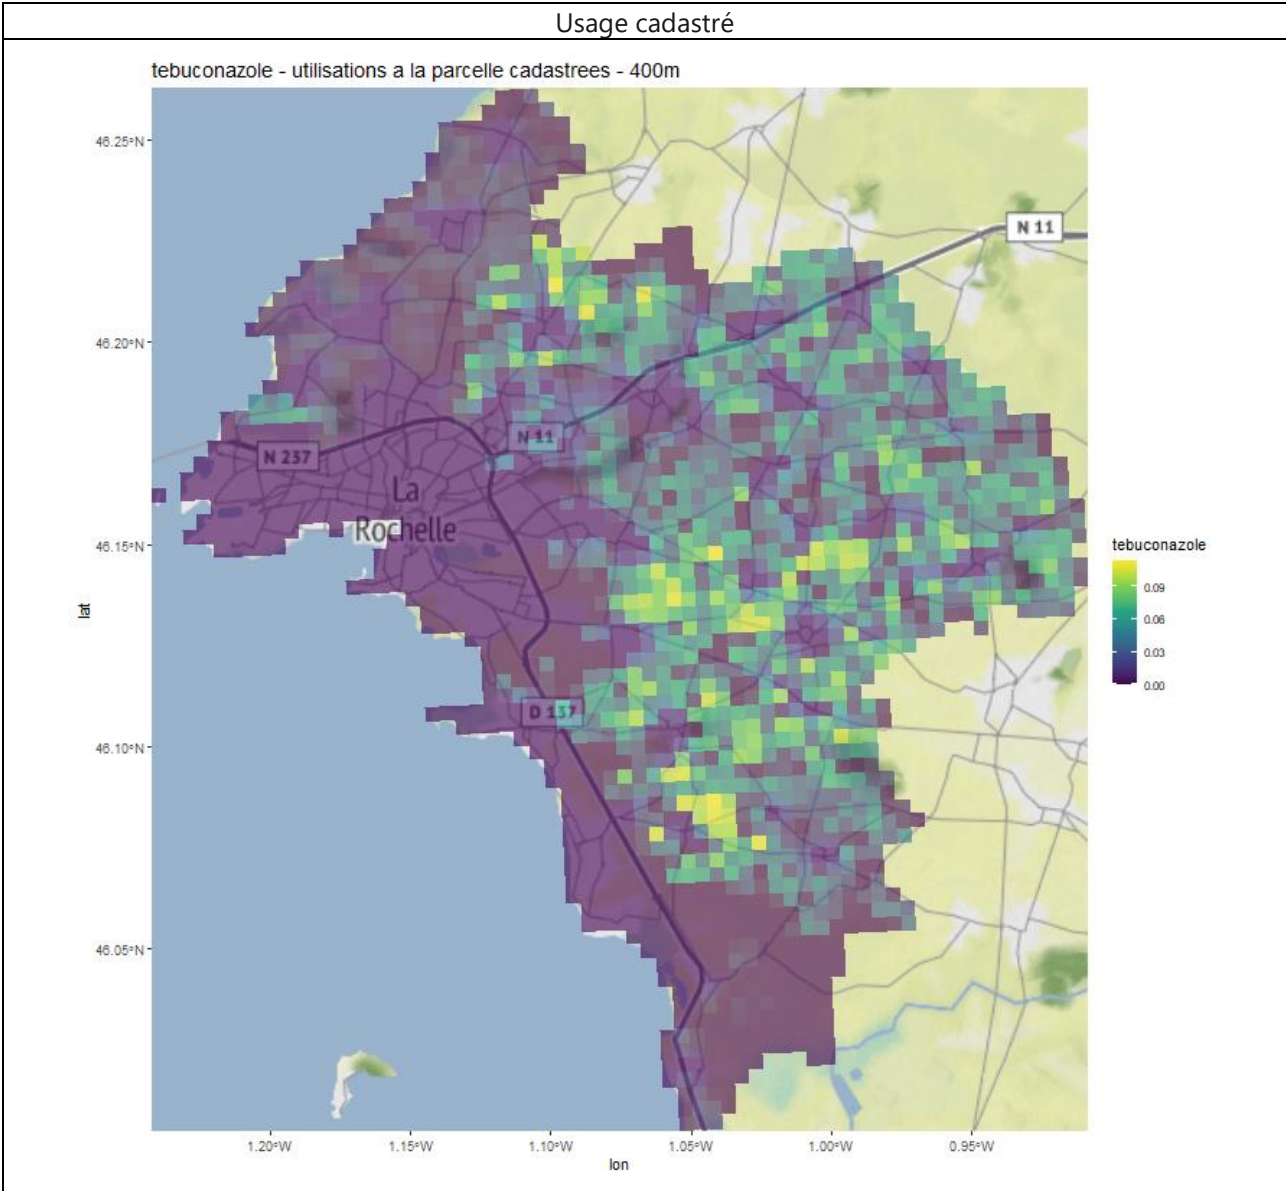 Usage cadastré
tebuconazole - utilisations a la parcelle cadastrees - 400m
46.25°N
46.20°N
46.15°N
46.10°N
46.05°N
lat
N 11
N 11
N 237
La
Rochelle
D 137
tebuconazole
0.09
0.06
0.03
0.00
1.20°W
1.15°W
1.10°W
1.05°W
1.00°W
0.95°W
lon